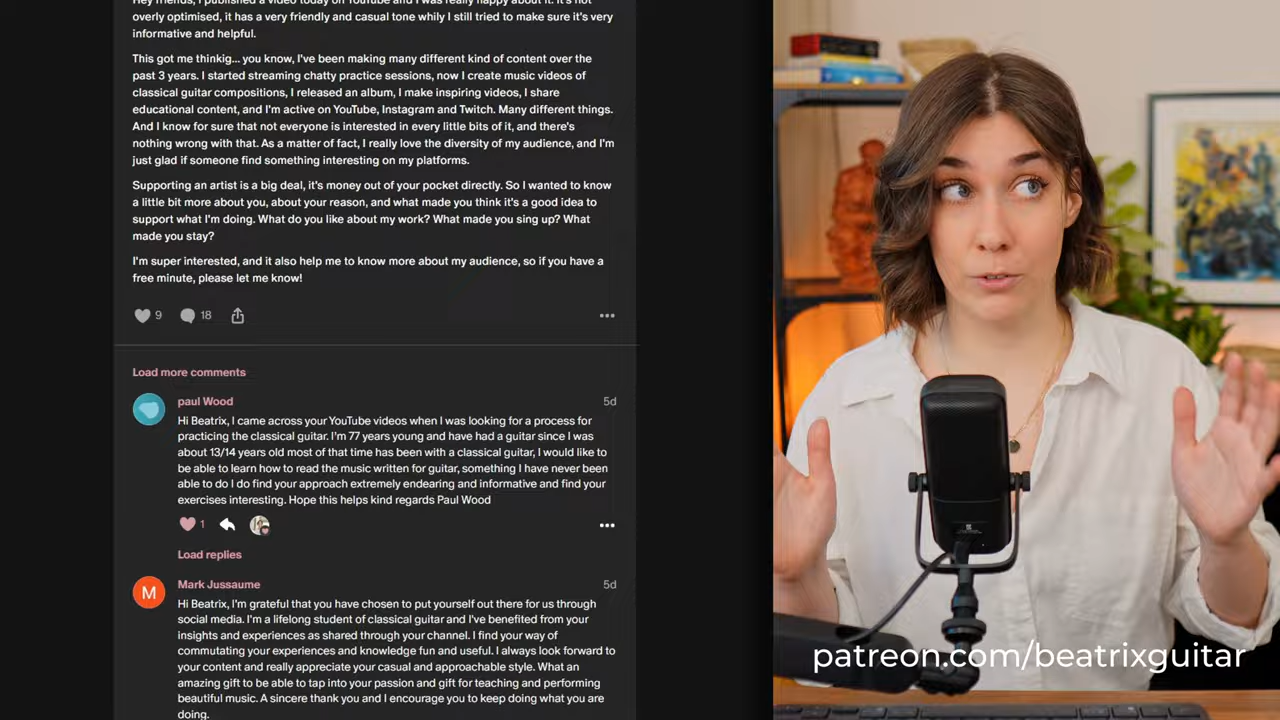 overly optimised, it has a very friendly and casual tone whily I still tried to make sure it's very
informative and helpful.
This got me thinkig... you know, I've been making many different kind of content over the
past 3 years. I started streaming chatty practice sessions, now I create music videos of
classical guitar compositions, I released an album, I make inspiring videos, I share
educational content, and I'm active on YouTube, Instagram and Twitch. Many different things.
And I know for sure that not everyone is interested in every little bits of it, and there's
nothing wrong with that. As a matter of fact, I really love the diversity of my audience, and I'm
just glad if someone find something interesting on my platforms.
Supporting an artist is a big deal, it's money out of your pocket directly. So I wanted to know
a little bit more about you, about your reason, and what made you think it's a good idea to
support what I'm doing. What do you like about my work? What made you sing up? What
made you stay?
I'm super interested, and it also help me to know more about my audience, so if you have a
free minute, please let me know!
9 18
Load more comments
paul Wood 5d
Hi Beatrix, I came across your YouTube videos when I was looking for a process for
practicing the classical guitar. I'm 77 years young and have had a guitar since I was
about 13/14 years old most of that time has been with a classical guitar, I would like to
be able to learn how to read the music written for guitar, something I have never been
able to do I do find your approach extremely endearing and informative and find your
exercises interesting. Hope this helps kind regards Paul Wood
1
Load replies
M
Mark Jussaume 5d
Hi Beatrix, I'm grateful that you have chosen to put yourself out there for us through
social media. I'm a lifelong student of classical guitar and I've benefited from your
insights and experiences as shared through your channel. I find your way of
commutating your experiences and knowledge fun and useful. I always look forward to
your content and really appreciate your casual and approachable style. What an
amazing gift to be able to tap into your passion and gift for teaching and performing
beautiful music. A sincere thank you and I encourage you to keep doing what you are
doing.
patreon.com/beatrixguitar